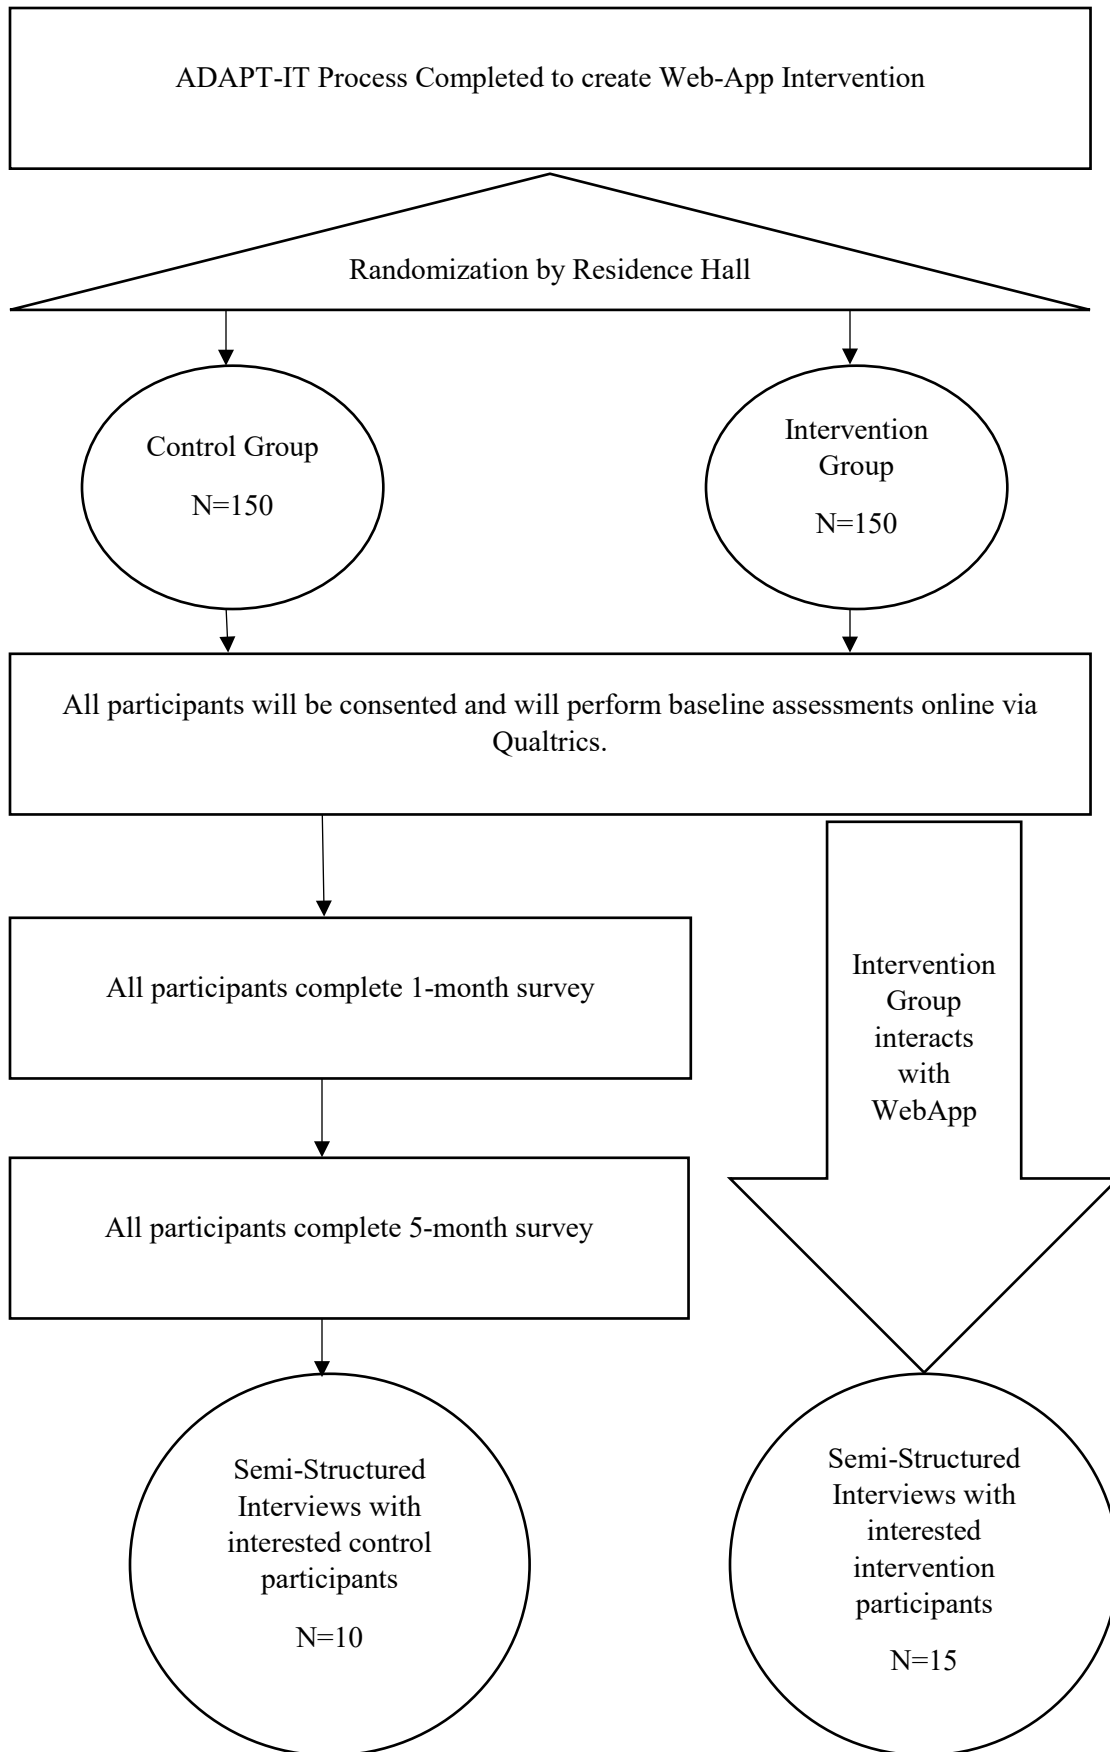 ADAPT-IT Process Completed to create Web-App Intervention
Randomization by Residence Hall
Control Group
N=150
Intervention
Group
N=150
All participants will be consented and will perform baseline assessments online via
Qualtrics.
All participants complete 1-month survey
Intervention
Group
interacts
with
WebApp
All participants complete 5-month survey
Semi-Structured
Interviews with
interested control
participants
N=10
Semi-Structured
Interviews with
interested
intervention
participants
N=15